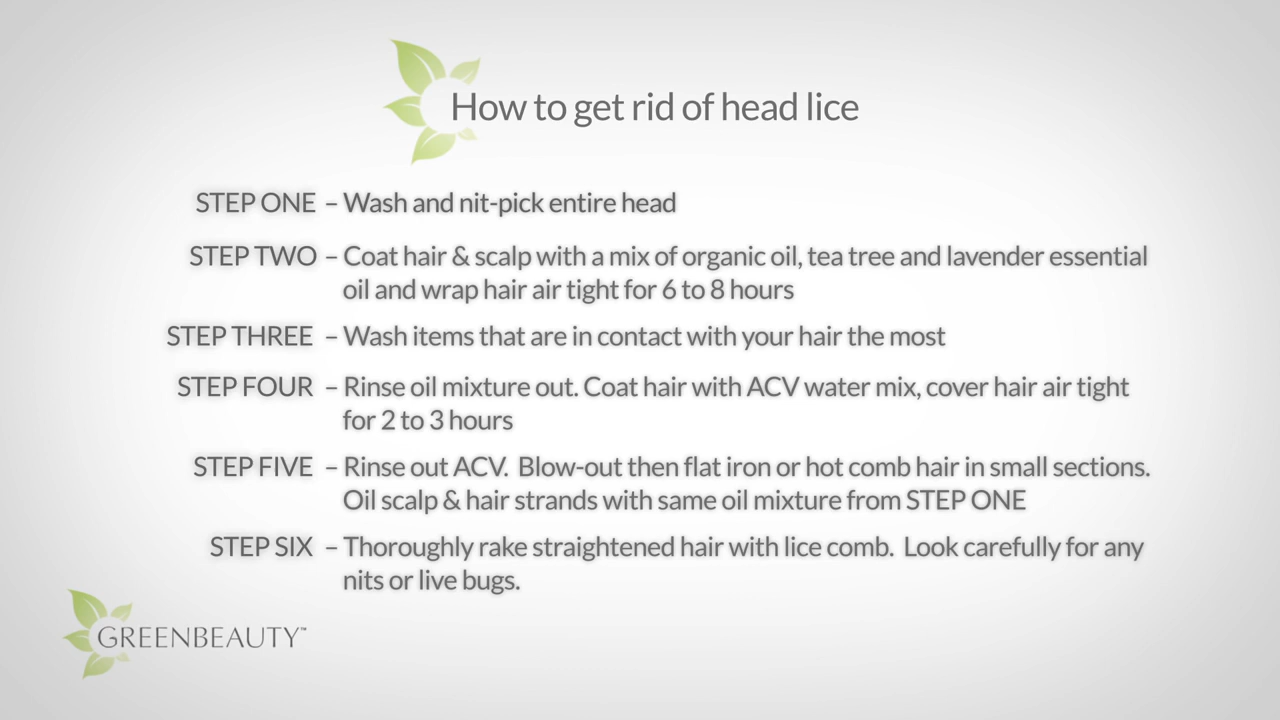 How to get rid of head lice
STEP ONE – Wash and nit-pick entire head
STEP TWO – Coat hair & scalp with a mix of organic oil, tea tree and lavender essential
oil and wrap hair air tight for 6 to 8 hours
STEP THREE – Wash items that are in contact with your hair the most
STEP FOUR – Rinse oil mixture out. Coat hair with ACV water mix, cover hair air tight
for 2 to 3 hours
STEP FIVE – Rinse out ACV. Blow-out then flat iron or hot comb hair in small sections.
Oil scalp & hair strands with same oil mixture from STEP ONE
STEP SIX – Thoroughly rake straightened hair with lice comb. Look carefully for any
nits or live bugs.
GREENBEAUTY™